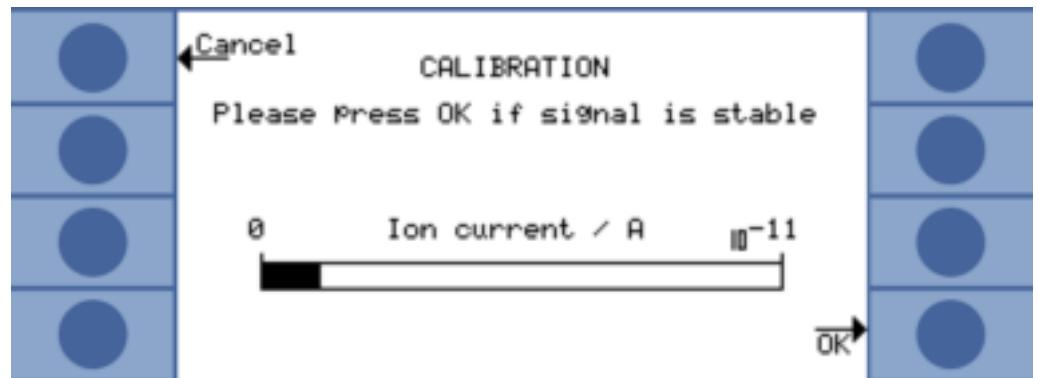 Cancel
CALIBRATION
Please press OK if signal is stable
0 Ion current / A 10-11
OK